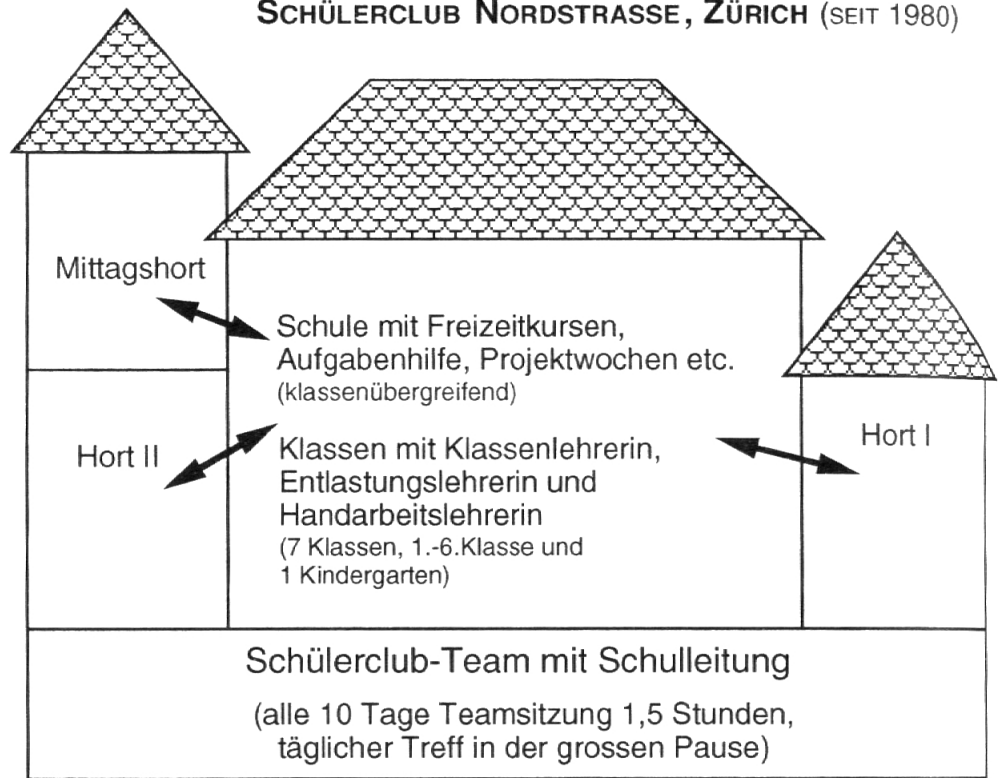 SCHÜLERCLUB NORDSTRASSE, ZÜRICH (SEIT 1980)
Mittagshort
Schule mit Freizeitkursen,
Aufgabenhilfe, Projektwochen etc.
(klassenübergreifend)
Hort II
Klassen mit Klassenlehrerin,
Entlastungslehrerin und
Handarbeitslehrerin
(7 Klassen, 1.-6.Klasse und
1 Kindergarten)
Hort I
Schülerclub-Team mit Schulleitung
(alle 10 Tage Teamsitzung 1,5 Stunden,
täglicher Treff in der grossen Pause)